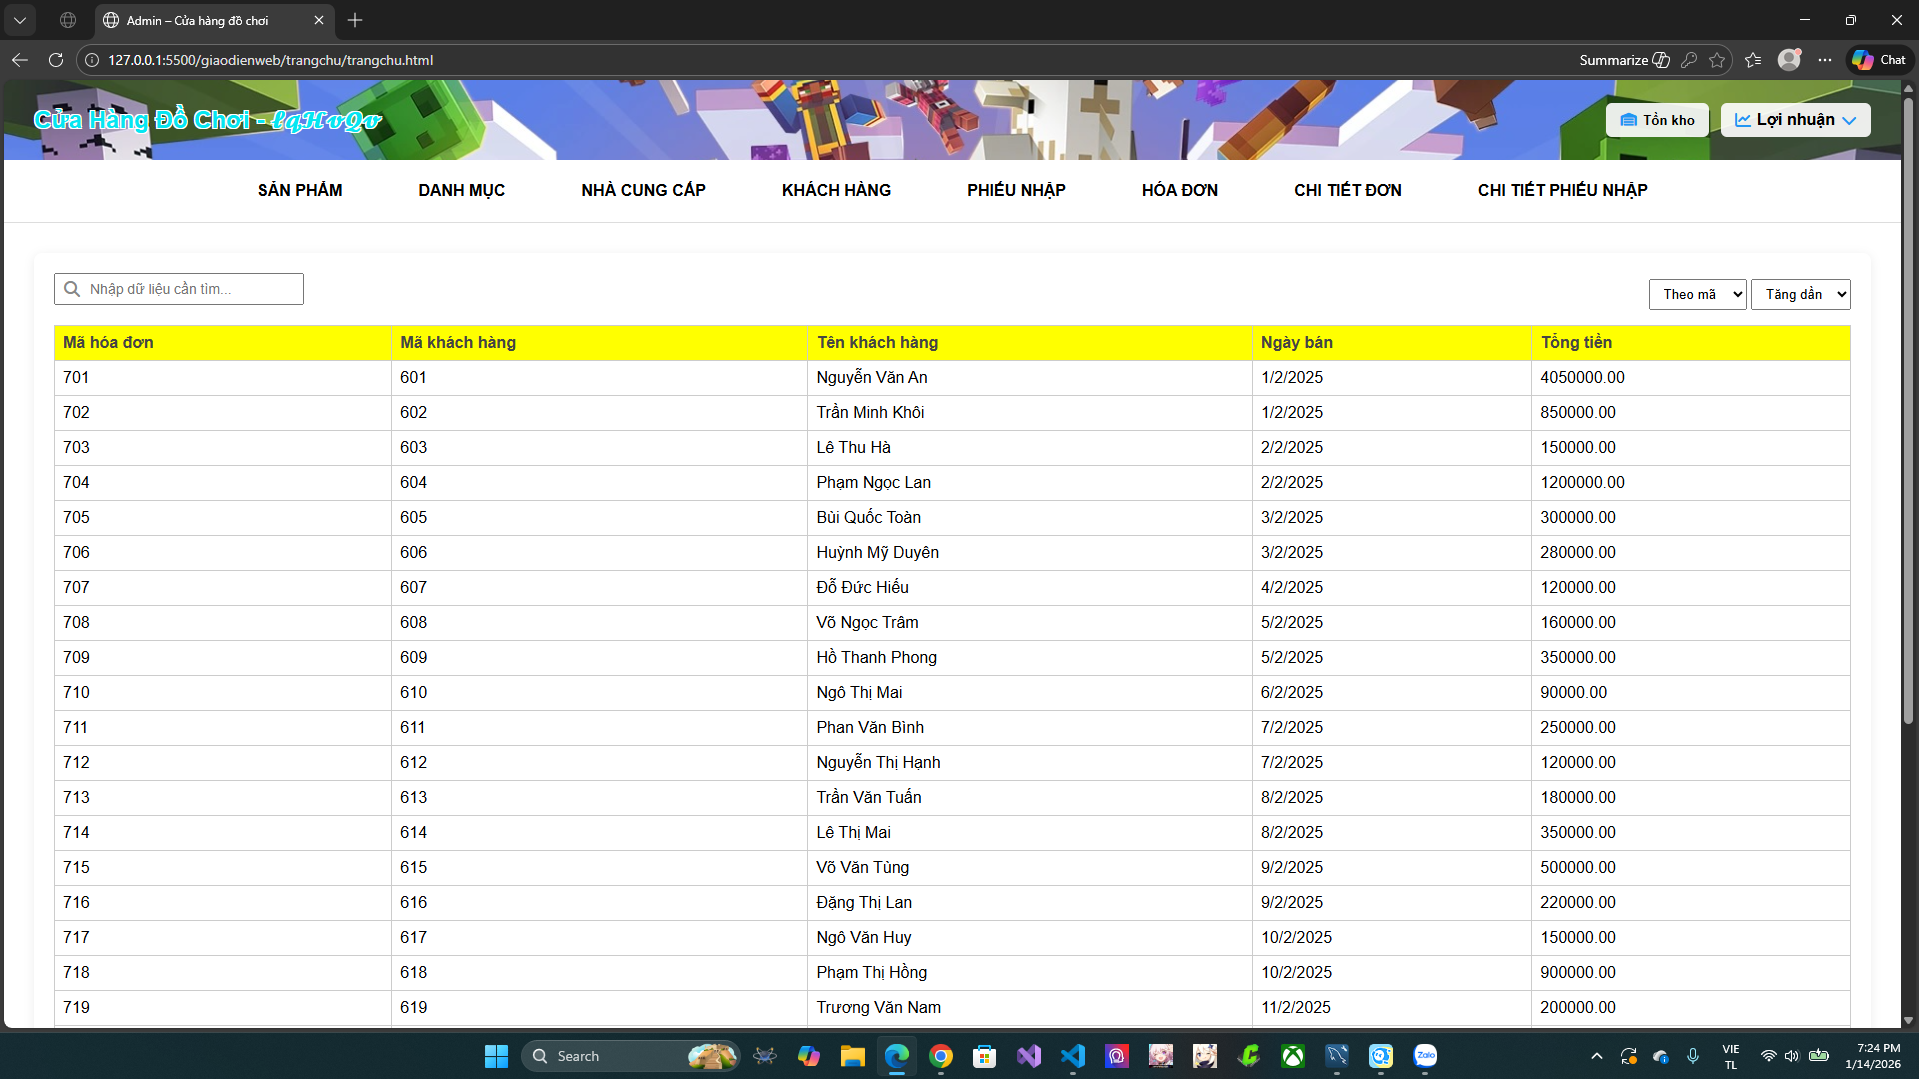 Admin – Cửa hàng đồ chơi
127.0.0.1:5500/giaodienweb/trangchu/trangchu.html
Summarize
Chat
Cửa Hàng Đồ Chơi - 𝓵𝓺𝓗𝓸𝓠𝓸
Tồn kho
Lợi nhuận
SẢN PHẨM DANH MỤC NHÀ CUNG CẤP KHÁCH HÀNG PHIẾU NHẬP HÓA ĐƠN CHI TIẾT ĐƠN CHI TIẾT PHIẾU NHẬP
Nhập dữ liệu cần tìm...
Theo mã Tăng dần
Mã hóa đơn Mã khách hàng Tên khách hàng Ngày bán Tổng tiền
701 601 Nguyễn Văn An 1/2/2025 4050000.00
702 602 Trần Minh Khôi 1/2/2025 850000.00
703 603 Lê Thu Hà 2/2/2025 150000.00
704 604 Phạm Ngọc Lan 2/2/2025 1200000.00
705 605 Bùi Quốc Toàn 3/2/2025 300000.00
706 606 Huỳnh Mỹ Duyên 3/2/2025 280000.00
707 607 Đỗ Đức Hiếu 4/2/2025 120000.00
708 608 Võ Ngọc Trâm 5/2/2025 160000.00
709 609 Hồ Thanh Phong 5/2/2025 350000.00
710 610 Ngô Thị Mai 6/2/2025 90000.00
711 611 Phan Văn Bình 7/2/2025 250000.00
712 612 Nguyễn Thị Hạnh 7/2/2025 120000.00
713 613 Trần Văn Tuấn 8/2/2025 180000.00
714 614 Lê Thị Mai 8/2/2025 350000.00
715 615 Võ Văn Tùng 9/2/2025 500000.00
716 616 Đặng Thị Lan 9/2/2025 220000.00
717 617 Ngô Văn Huy 10/2/2025 150000.00
718 618 Phạm Thị Hồng 10/2/2025 900000.00
719 619 Trương Văn Nam 11/2/2025 200000.00
Search
Zalo
VIE
TL
7:24 PM
1/14/2026